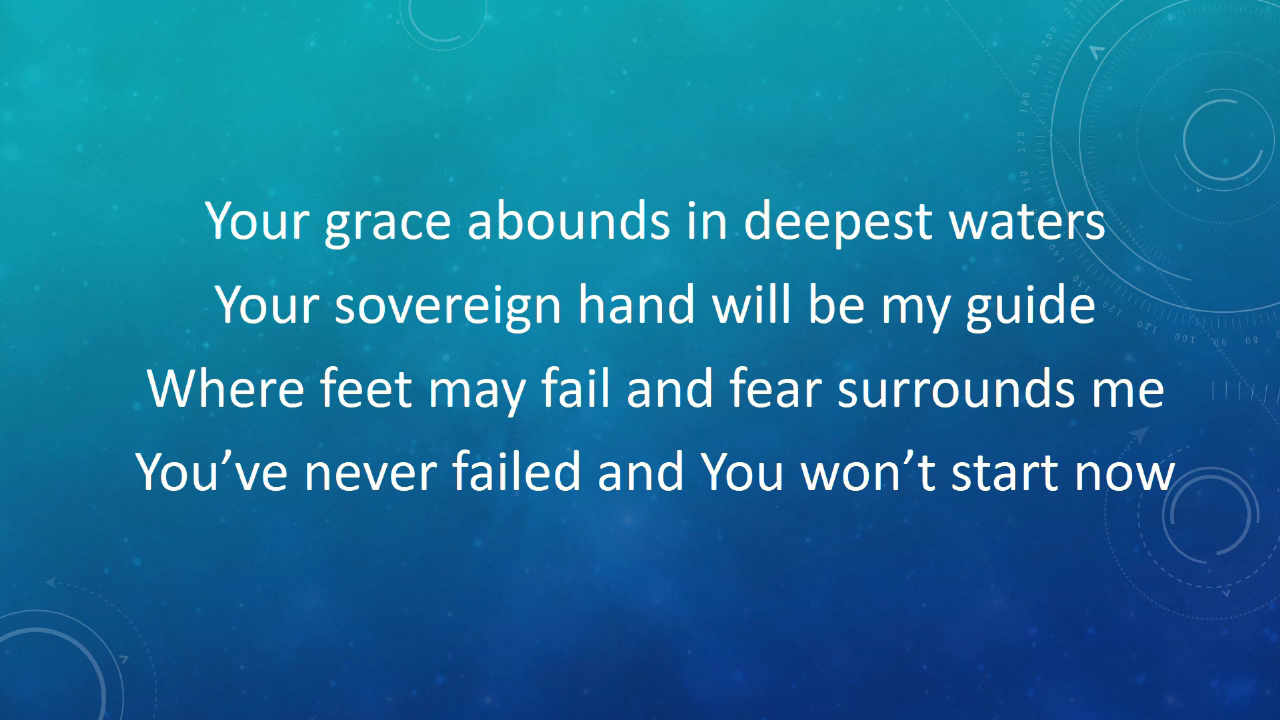 Your grace abounds in deepest waters
Your sovereign hand will be my guide
Where feet may fail and fear surrounds me
You’ve never failed and You won’t start now